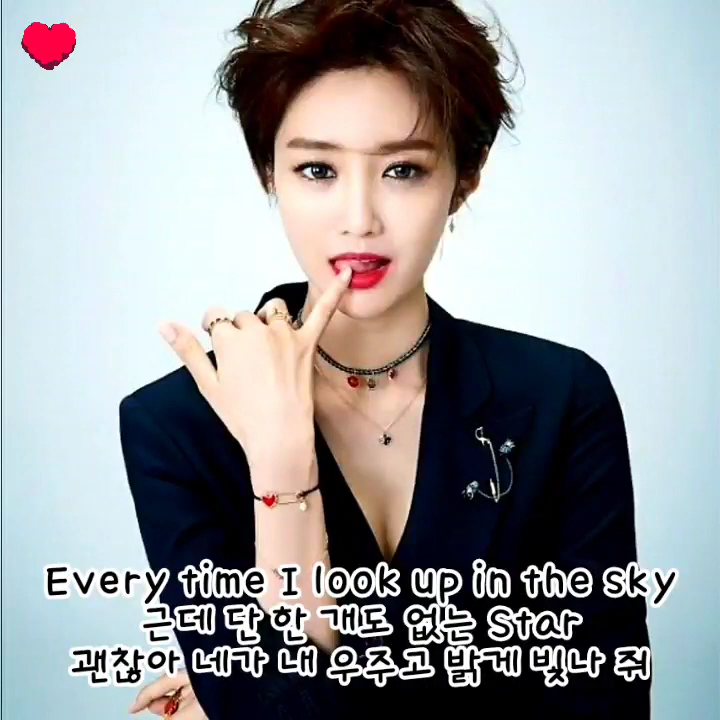 Every time I look up in the sky
근데 단 한 개도 없는 Star
괜찮아 네가 내 우주고 밝게 빛나 줘